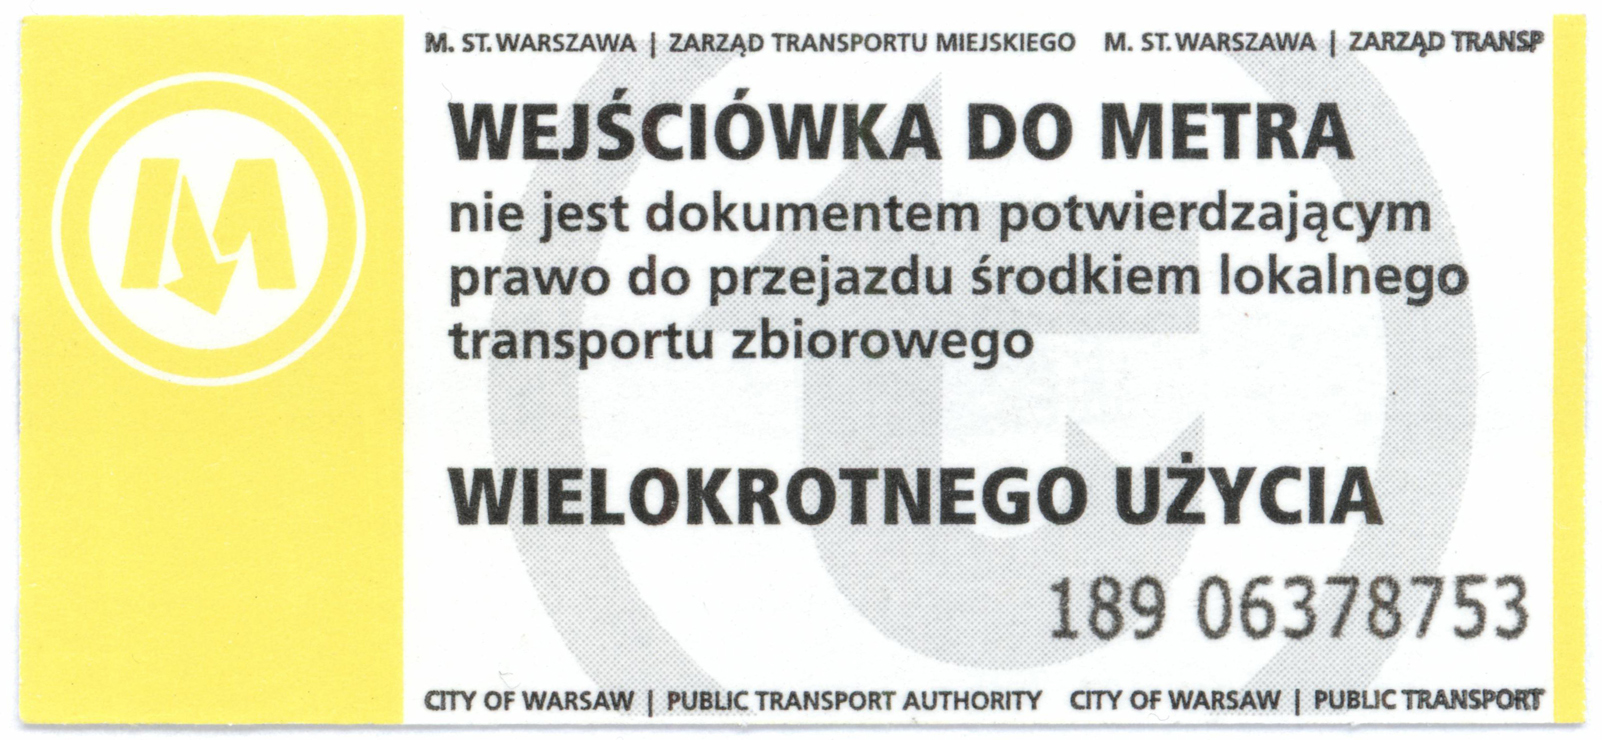 M. ST. WARSZAWA | ZARZĄD TRANSPORTU MIEJSKIEGO M. ST. WARSZAWA | ZARZĄD TRANSP
M
WEJŚCIÓWKA DO METRA
nie jest dokumentem potwierdzającym
prawo do przejazdu środkiem lokalnego
transportu zbiorowego
WIELOKROTNEGO UŻYCIA
189 06378753
CITY OF WARSAW | PUBLIC TRANSPORT AUTHORITY CITY OF WARSAW | PUBLIC TRANSPORT